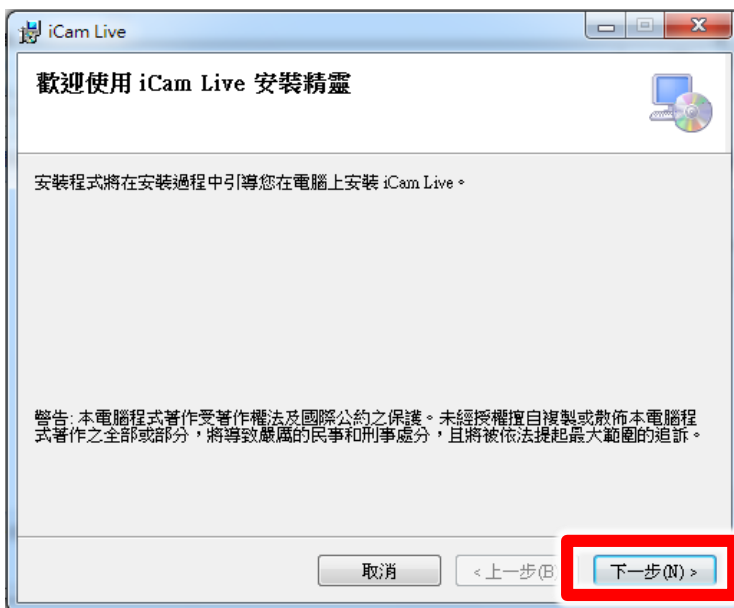 iCam Live
歡迎使用 iCam Live 安裝精靈
安裝程式將在安裝過程中引導您在電腦上安裝 iCam Live。
警告: 本電腦程式著作受著作權法及國際公約之保護。未經授權擅自複製或散佈本電腦程
式著作之全部或部分，將導致嚴厲的民事和刑事處分，且將被依法提起最大範圍的追訴。
取消
<上一步(B
下一步(N) >